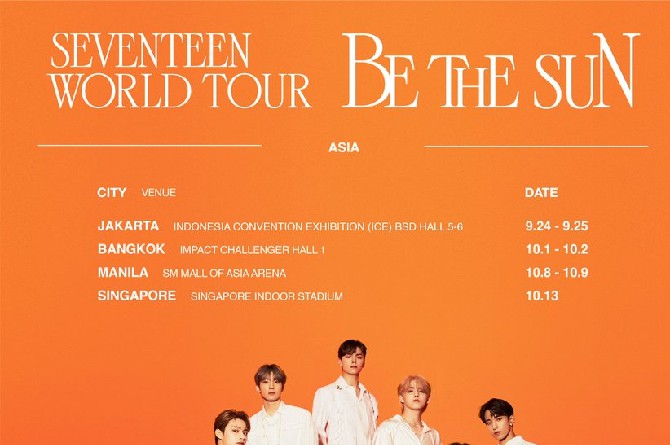 SEVENTEEN
WORLD TOUR BE THE SUN
ASIA
CITY VENUE DATE
JAKARTA INDONESIA CONVENTION EXHIBITION (ICE) BSD HALL 5-6 9.24 - 9.25
BANGKOK IMPACT CHALLENGER HALL 1 10.1 - 10.2
MANILA SM MALL OF ASIA ARENA 10.8 - 10.9
SINGAPORE SINGAPORE INDOOR STADIUM 10.13